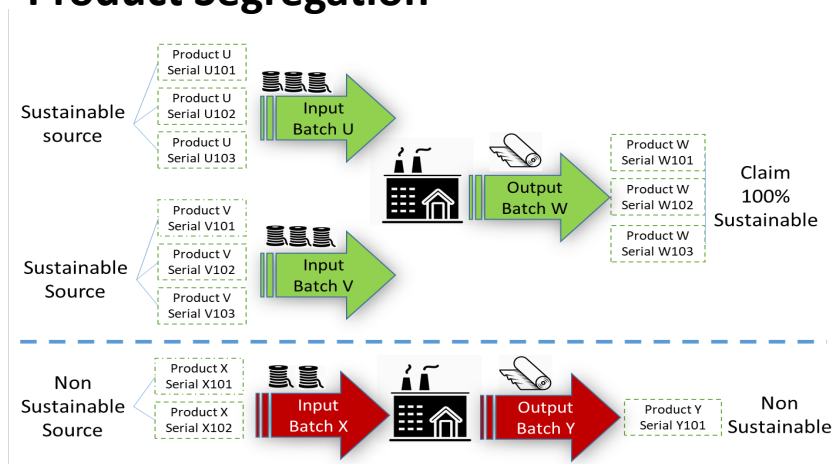 Product Segregation
Sustainable
source
Product U
Serial U101
Product U
Serial U102
Product U
Serial U103
Input
Batch U
Sustainable
Source
Product V
Serial V101
Product V
Serial V102
Product V
Serial V103
Input
Batch V
Output
Batch W
Product W
Serial W101
Product W
Serial W102
Product W
Serial W103
Claim
100%
Sustainable
Non
Sustainable
Source
Product X
Serial X101
Product X
Serial X102
Input
Batch X
Output
Batch Y
Product Y
Serial Y101
Non
Sustainable